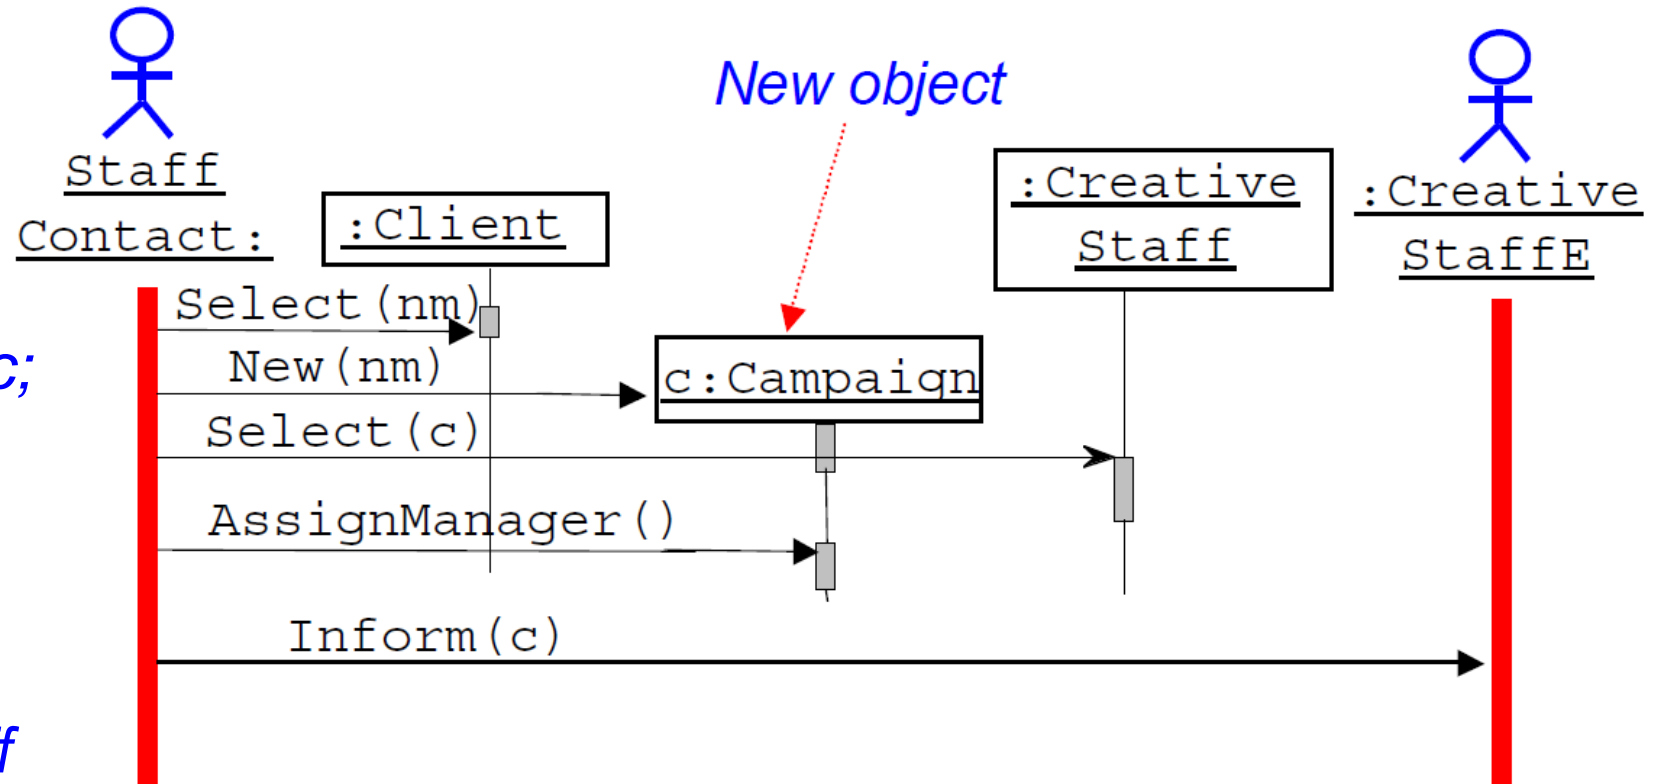 New object
Staff
Contact:
:Client
:Creative
Staff
:Creative
StaffE
Select(nm)
c;
New(nm)
c:Campaign
Select(c)
AssignManager()
Inform(c)